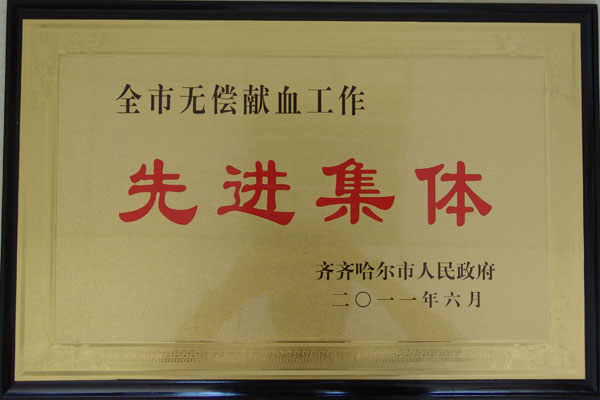 全市无偿献血工作
先进集体
齐齐哈尔市人民政府
二〇一一年六月